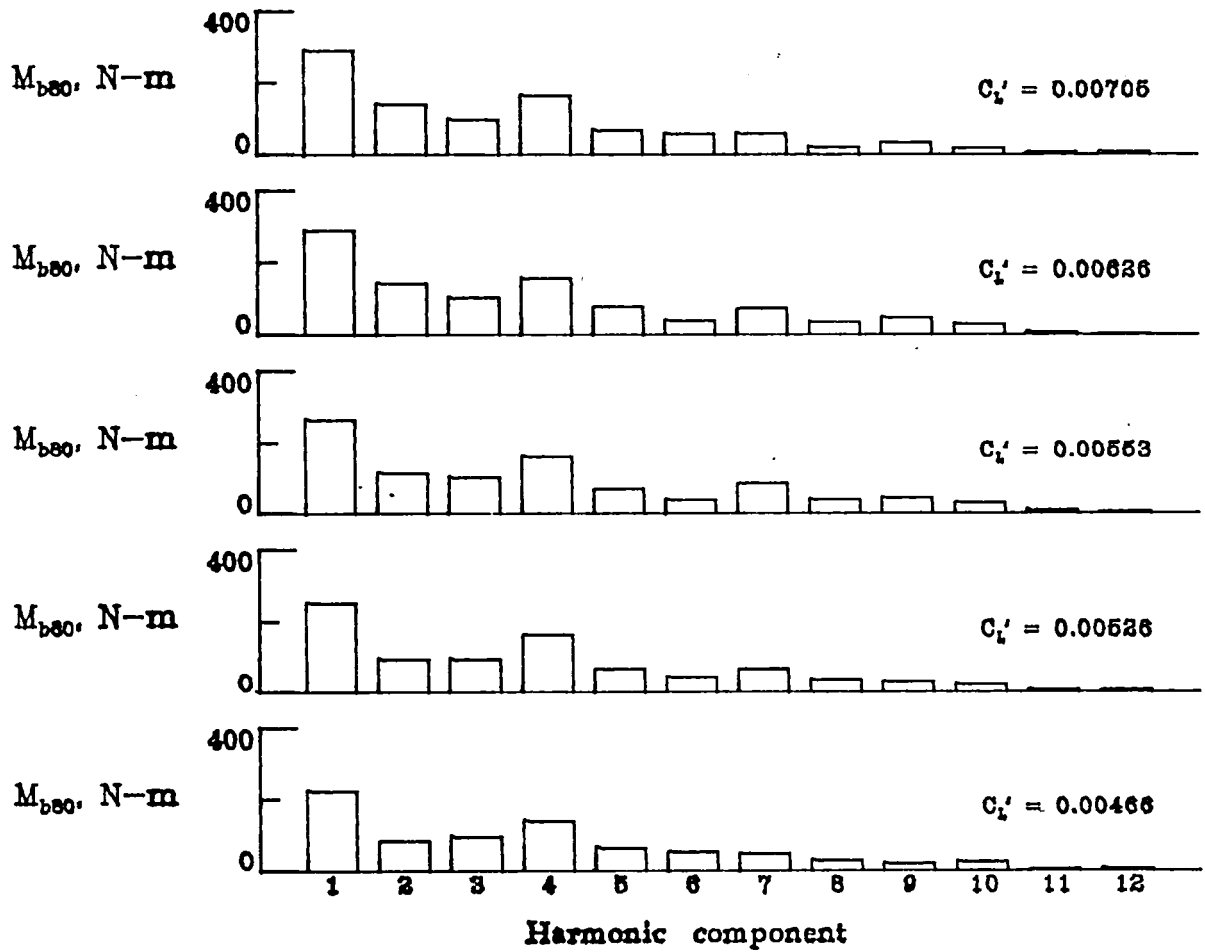 400
M_b80, N-m
C_L' = 0.00705
0
400
M_b80, N-m
C_L' = 0.00626
0
400
M_b80, N-m
C_L' = 0.00553
0
400
M_b80, N-m
C_L' = 0.00526
0
400
M_b80, N-m
C_L' = 0.00466
0
1 2 3 4 5 6 7 8 9 10 11 12
Harmonic component